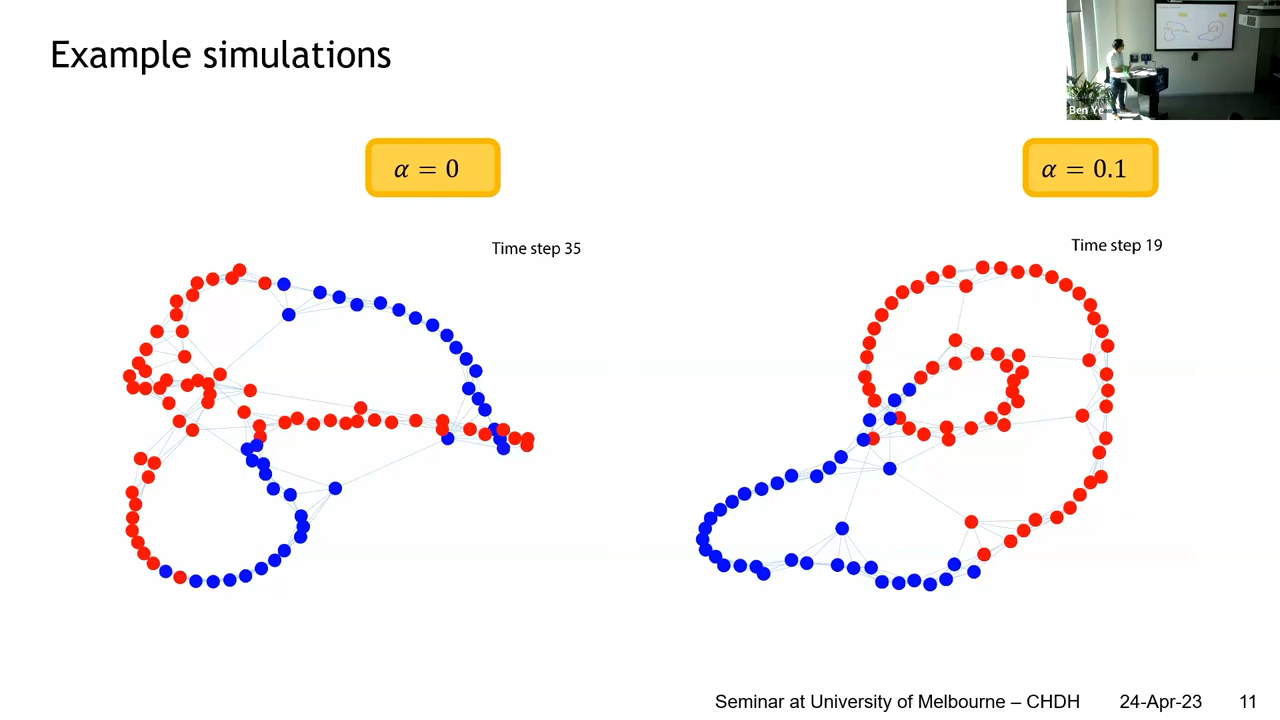 Example simulations
Ben Ye
α = 0
α = 0.1
Time step 35
Time step 19
Seminar at University of Melbourne – CHDH 24-Apr-23 11